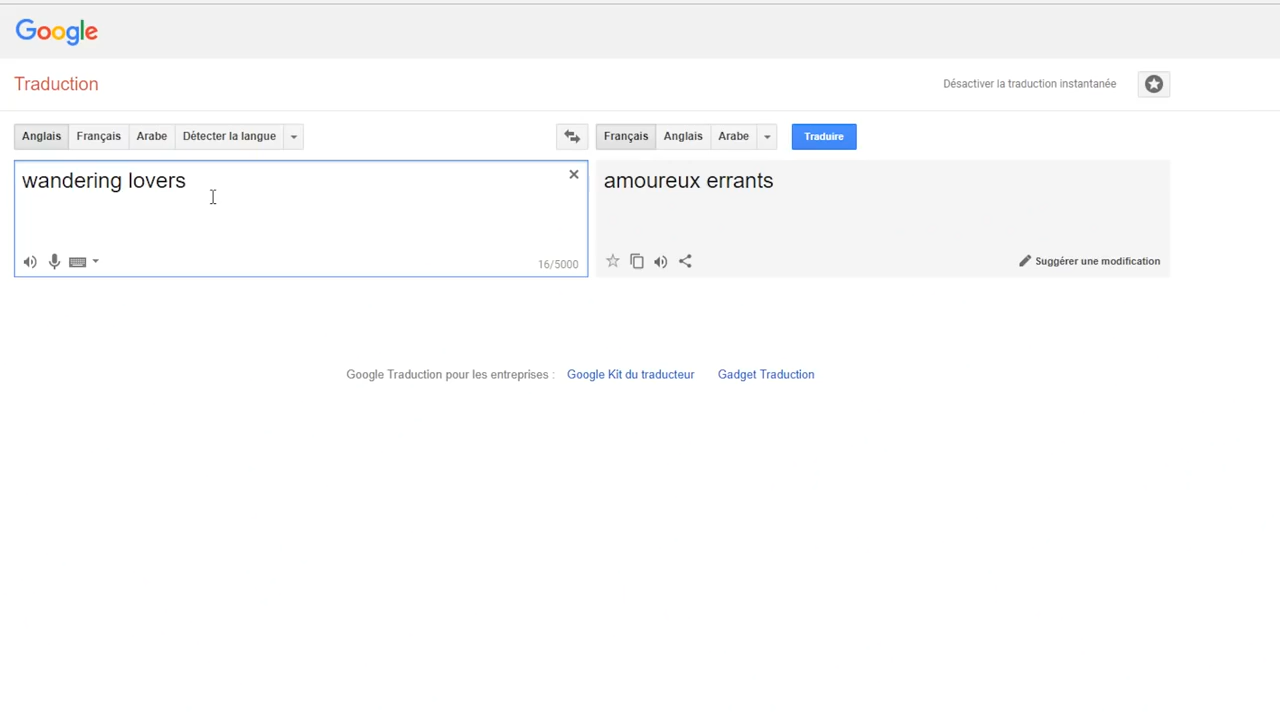 Google
Traduction
Désactiver la traduction instantanée
Anglais Français Arabe Détecter la langue
Français Anglais Arabe Traduire
wandering lovers
amoureux errants
16/5000
Suggérer une modification
Google Traduction pour les entreprises : Google Kit du traducteur Gadget Traduction